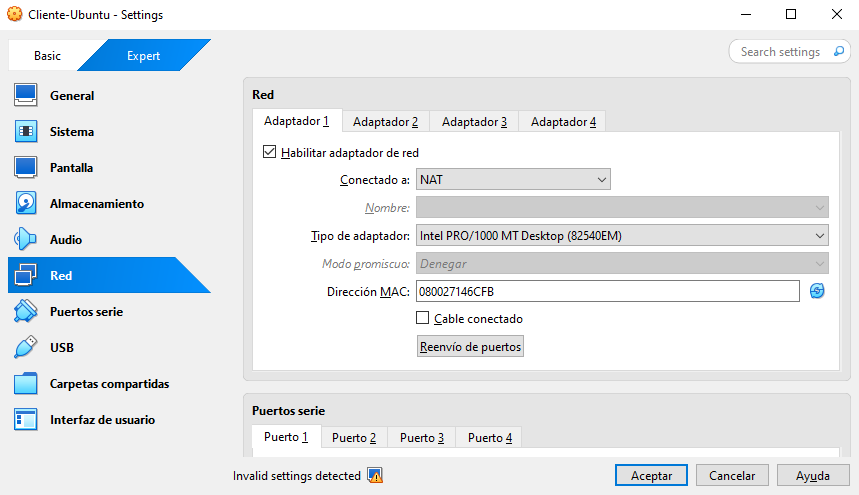 Cliente-Ubuntu - Settings
Basic
Expert
Search settings
General
Sistema
Pantalla
Almacenamiento
Audio
Red
Puertos serie
USB
Carpetas compartidas
Interfaz de usuario
Red
Adaptador 1 Adaptador 2 Adaptador 3 Adaptador 4
Habilitar adaptador de red
Conectado a: NAT
Nombre:
Tipo de adaptador: Intel PRO/1000 MT Desktop (82540EM)
Modo promiscuo: Denegar
Dirección MAC: 080027146CFB
Cable conectado
Reenvío de puertos
Puertos serie
Puerto 1 Puerto 2 Puerto 3 Puerto 4
Invalid settings detected
Aceptar Cancelar Ayuda